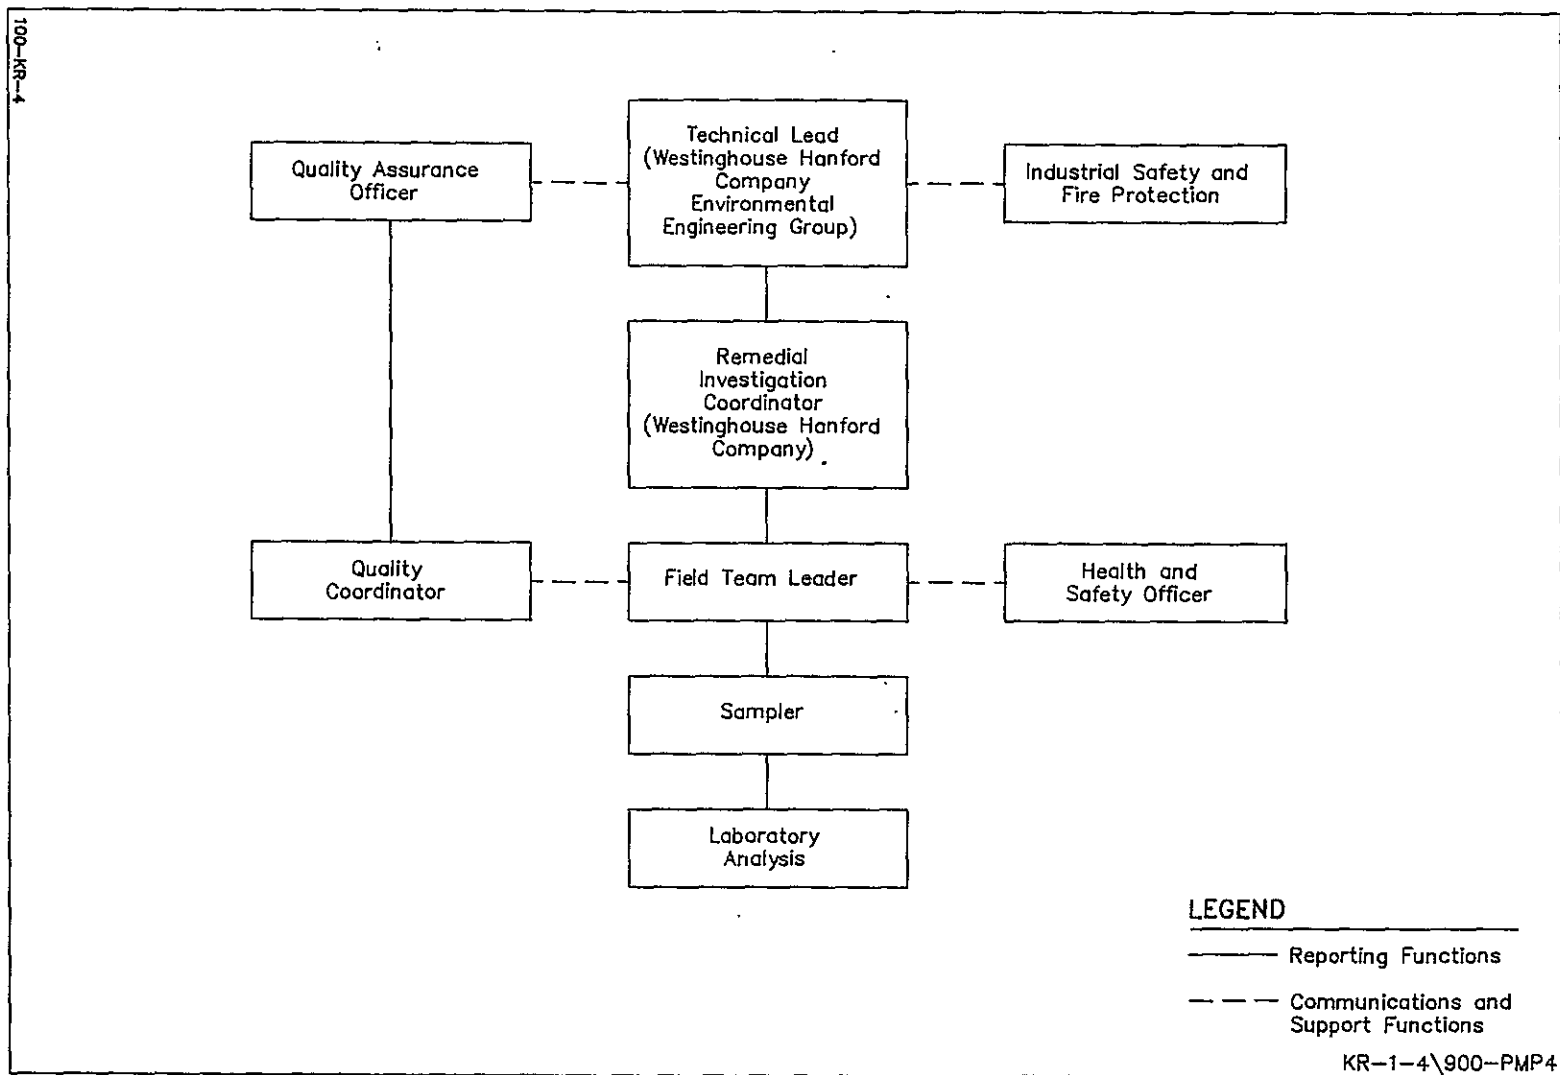 100-KR-4
Technical Lead
(Westinghouse Hanford
Company
Environmental
Engineering Group)
Quality Assurance
Officer
Industrial Safety and
Fire Protection
Remedial
Investigation
Coordinator
(Westinghouse Hanford
Company)
Quality
Coordinator
Field Team Leader
Health and
Safety Officer
Sampler
Laboratory
Analysis
LEGEND
Reporting Functions
Communications and
Support Functions
KR-1-4\900-PMP4